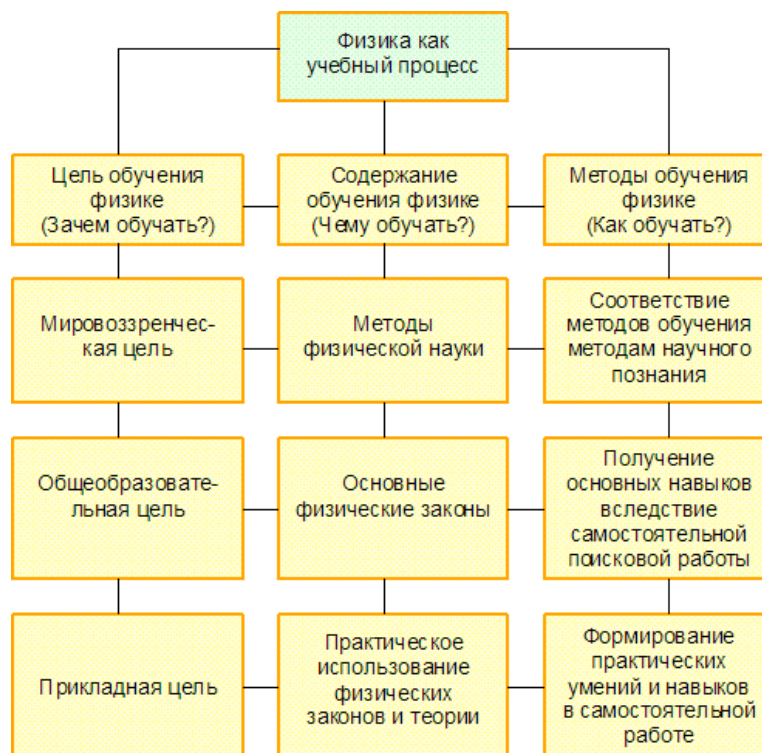 Физика как
учебный процесс
Цель обучения
физике
(Зачем обучать?)
Содержание
обучения физике
(Чему обучать?)
Методы обучения
физике
(Как обучать?)
Мировоззренчес-
кая цель
Методы
физической науки
Соответствие
методов обучения
методам научного
познания
Общеобразовате-
льная цель
Основные
физические законы
Получение
основных навыков
вследствие
самостоятельной
поисковой работы
Прикладная цель
Практическое
использование
физических
законов и теории
Формирование
практических
умений и навыков
в самостоятельной
работе